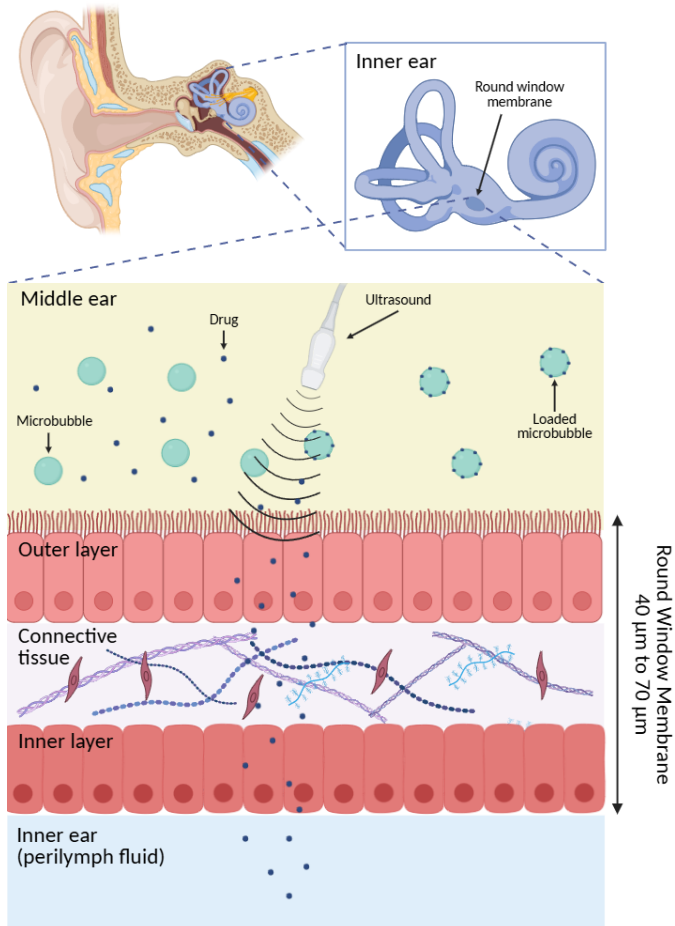 Inner ear
Round window
membrane
Middle ear
Ultrasound
Drug
Microbubble
Loaded
microbubble
Outer layer
Connective
tissue
Inner layer
Inner ear
(perilymph fluid)
Round Window Membrane
40 µm to 70 µm